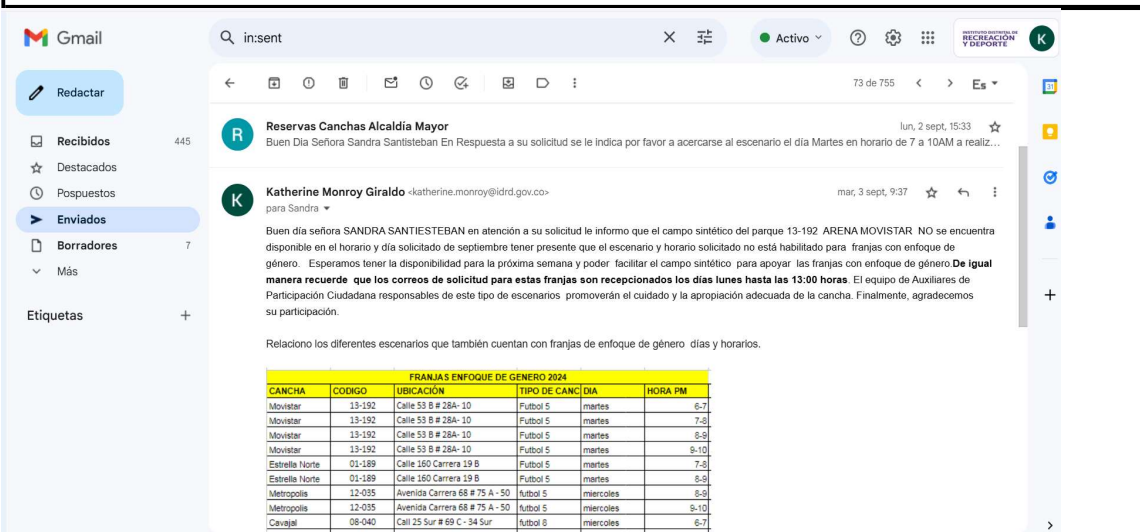 Gmail
in:sent
Activo
INSTITUTO DISTRITAL DE
RECREACIÓN
Y DEPORTE
K
Redactar
73 de 755
Es
31
Recibidos 445
Destacados
Pospuestos
Enviados
Borradores 7
Más
Etiquetas
R
Reservas Canchas Alcaldía Mayor
lun, 2 sept, 15:33
Buen Dia Señora Sandra Santisteban En Respuesta a su solicitud se le indica por favor a acercarse al escenario el día Martes en horario de 7 a 10AM a realiz...
K
Katherine Monroy Giraldo <katherine.monroy@idrd.gov.co>
mar, 3 sept, 9:37
para Sandra
Buen día señora SANDRA SANTIESTEBAN en atención a su solicitud le informo que el campo sintético del parque 13-192 ARENA MOVISTAR NO se encuentra
disponible en el horario y día solicitado de septiembre tener presente que el escenario y horario solicitado no está habilitado para franjas con enfoque de
género. Esperamos tener la disponibilidad para la próxima semana y poder facilitar el campo sintético para apoyar las franjas con enfoque de género.De igual
manera recuerde que los correos de solicitud para estas franjas son recepcionados los días lunes hasta las 13:00 horas. El equipo de Auxiliares de
Participación Ciudadana responsables de este tipo de escenarios promoverán el cuidado y la apropiación adecuada de la cancha. Finalmente, agradecemos
su participación.
Relaciono los diferentes escenarios que también cuentan con franjas de enfoque de género días y horarios.
FRANJAS ENFOQUE DE GENERO 2024
CANCHA CODIGO UBICACIÓN TIPO DE CANC DIA HORA PM
Movistar 13-192 Calle 53 B # 28A- 10 Futbol 5 martes 6-7
Movistar 13-192 Calle 53 B # 28A- 10 Futbol 5 martes 7-8
Movistar 13-192 Calle 53 B # 28A- 10 Futbol 5 martes 8-9
Movistar 13-192 Calle 53 B # 28A- 10 Futbol 5 martes 9-10
Estrella Norte 01-189 Calle 160 Carrera 19 B Futbol 5 martes 7-8
Estrella Norte 01-189 Calle 160 Carrera 19 B Futbol 5 martes 8-9
Metropolis 12-035 Avenida Carrera 68 # 75 A - 50 futbol 5 miercoles 8-9
Metropolis 12-035 Avenida Carrera 68 # 75 A - 50 futbol 5 miercoles 9-10
Cavajal 08-040 Call 25 Sur # 69 C - 34 Sur futbol 8 miercoles 6-7